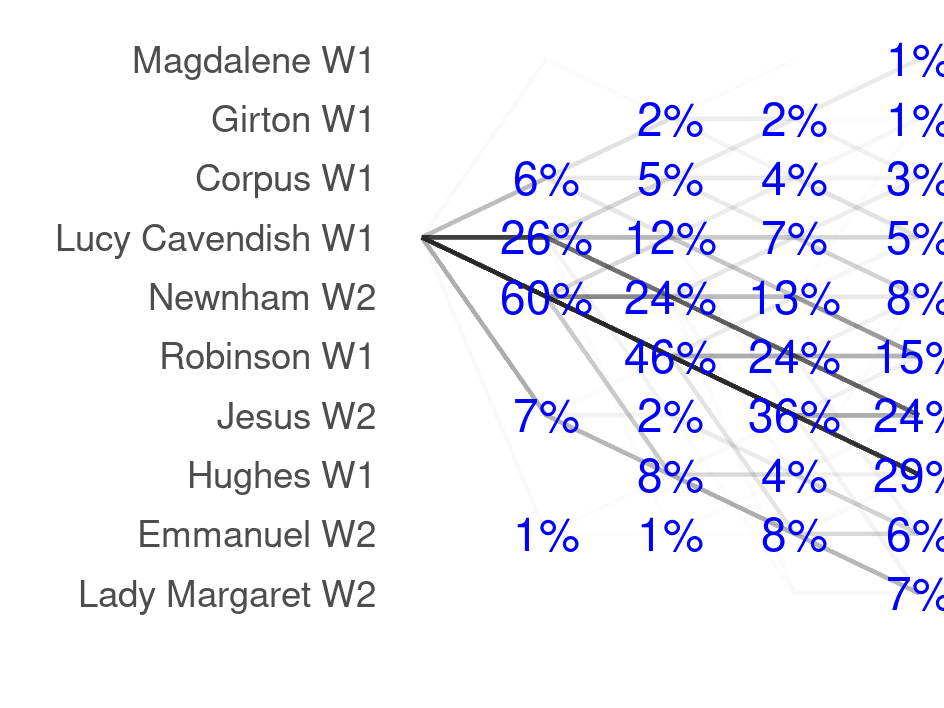 Magdalene W1 1%
Girton W1 2% 2% 1%
Corpus W1 6% 5% 4% 3%
Lucy Cavendish W1 26% 12% 7% 5%
Newnham W2 60% 24% 13% 8%
Robinson W1 46% 24% 15%
Jesus W2 7% 2% 36% 24%
Hughes W1 8% 4% 29%
Emmanuel W2 1% 1% 8% 6%
Lady Margaret W2 7%